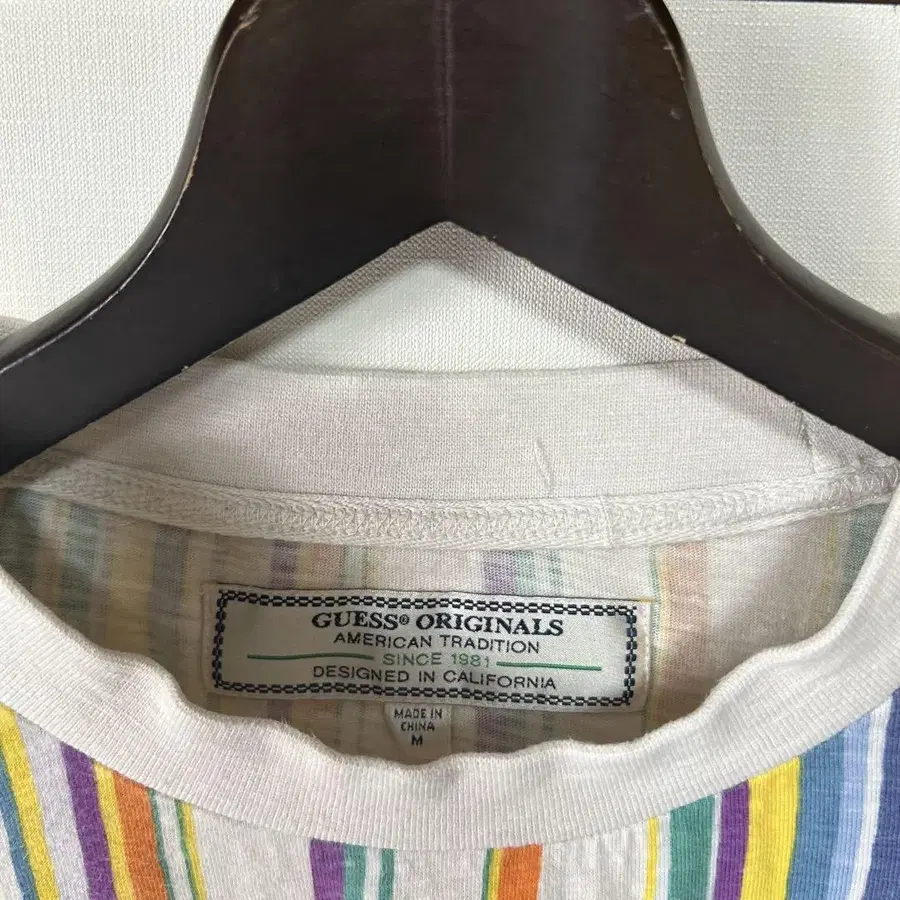 GUESS® ORIGINALS
AMERICAN TRADITION
SINCE 1981
DESIGNED IN CALIFORNIA
MADE IN
CHINA
M